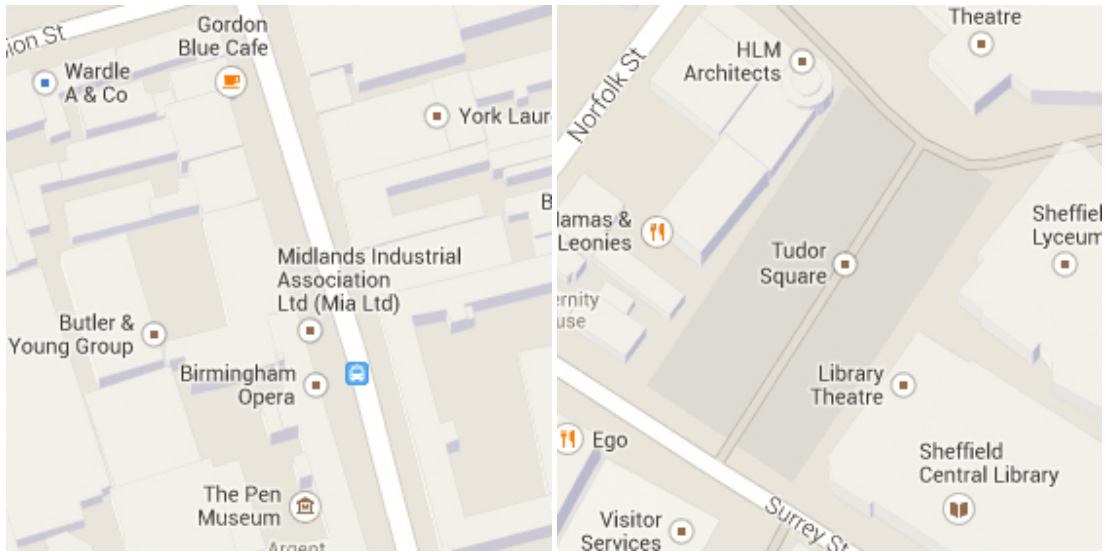 ion St
Gordon
Blue Cafe
Wardle
A & Co
York Laur
B
Midlands Industrial
Association
Ltd (Mia Ltd)
Butler &
Young Group
Birmingham
Opera
The Pen
Museum
Argent
Theatre
HLM
Architects
Norfolk St
lamas &
Leonies
Tudor
Square
Sheffield
Lyceum
ernity
use
Library
Theatre
Ego
Sheffield
Central Library
Surrey St
Visitor
Services